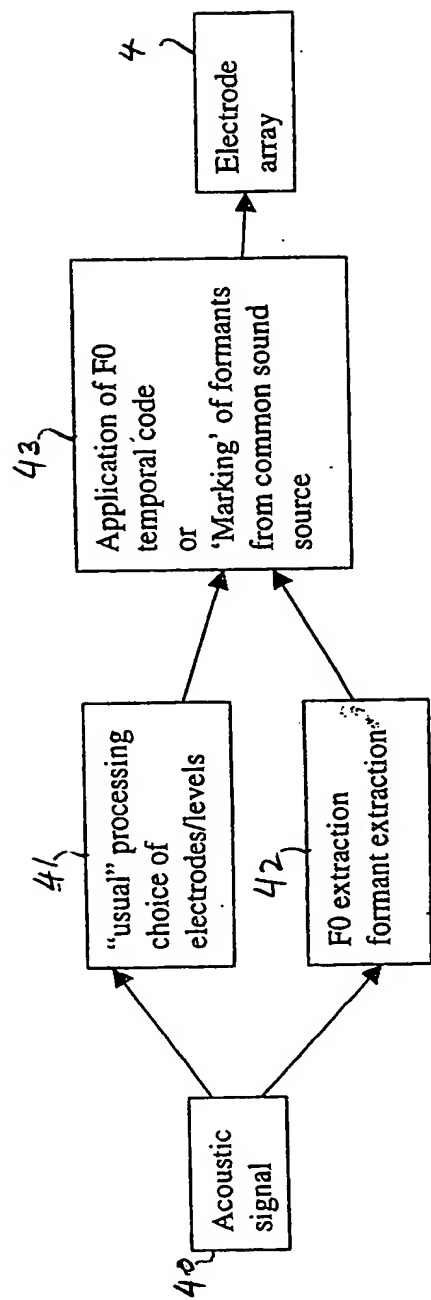 40
Acoustic
signal
41
"usual" processing
choice of
electrodes/levels
42
F0 extraction
formant extraction
43
Application of F0
temporal code
or
'Marking' of formants
from common sound
source
4
Electrode
array